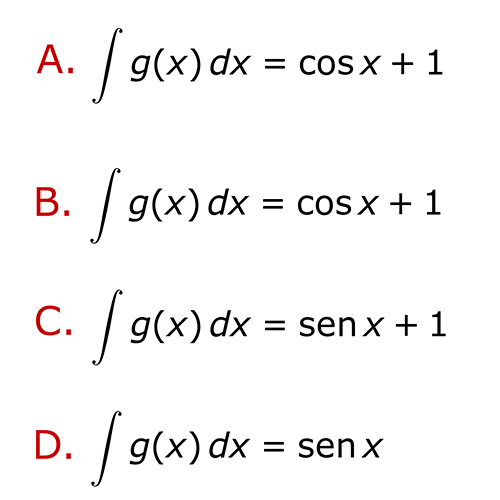 A. ∫ g(x) dx = cos x + 1
B. ∫ g(x) dx = cos x + 1
C. ∫ g(x) dx = sen x + 1
D. ∫ g(x) dx = sen x